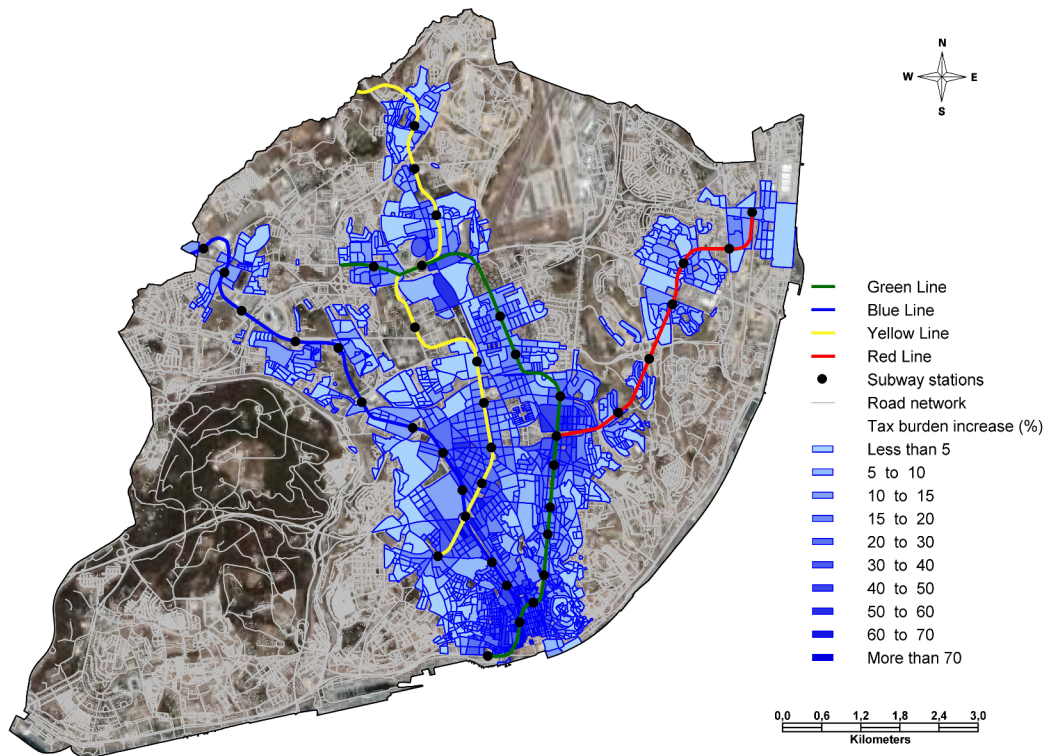 N
W E
S
Green Line
Blue Line
Yellow Line
Red Line
Subway stations
Road network
Tax burden increase (%)
Less than 5
5 to 10
10 to 15
15 to 20
20 to 30
30 to 40
40 to 50
50 to 60
60 to 70
More than 70
0,0 0,6 1,2 1,8 2,4 3,0
Kilometers